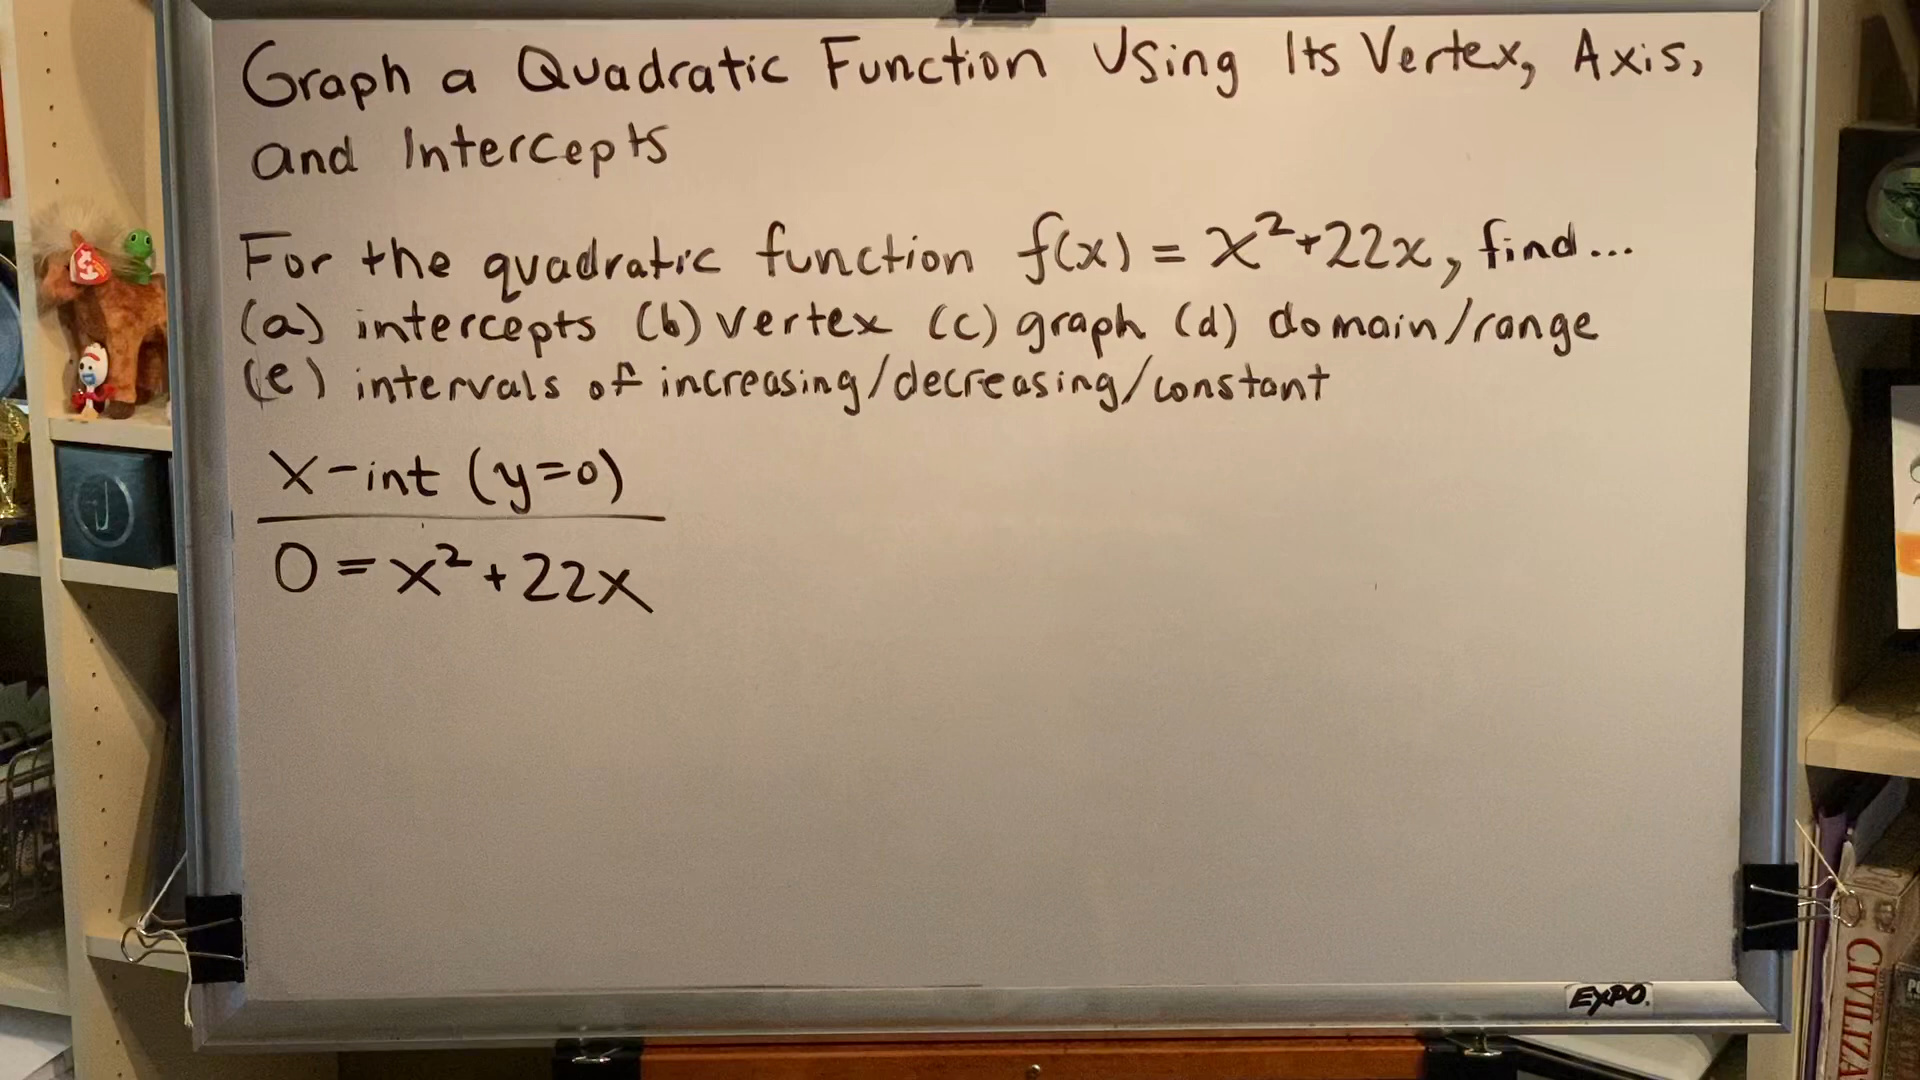 Graph a Quadratic Function Using Its Vertex, Axis,
and Intercepts
For the quadratic function f(x) = x²+22x, find...
(a) intercepts (b) vertex (c) graph (d) domain/range
(e) intervals of increasing/decreasing/constant
x-int (y=0)
0 = x²+22x
EXPO
ty